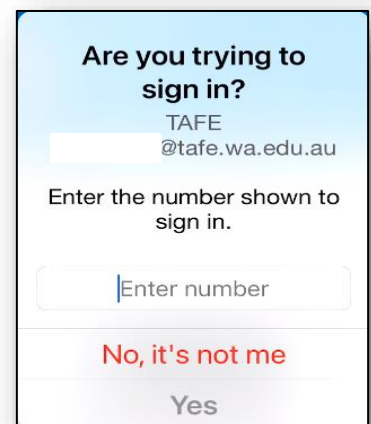 Are you trying to
sign in?
TAFE
@tafe.wa.edu.au
Enter the number shown to
sign in.
Enter number
No, it's not me
Yes